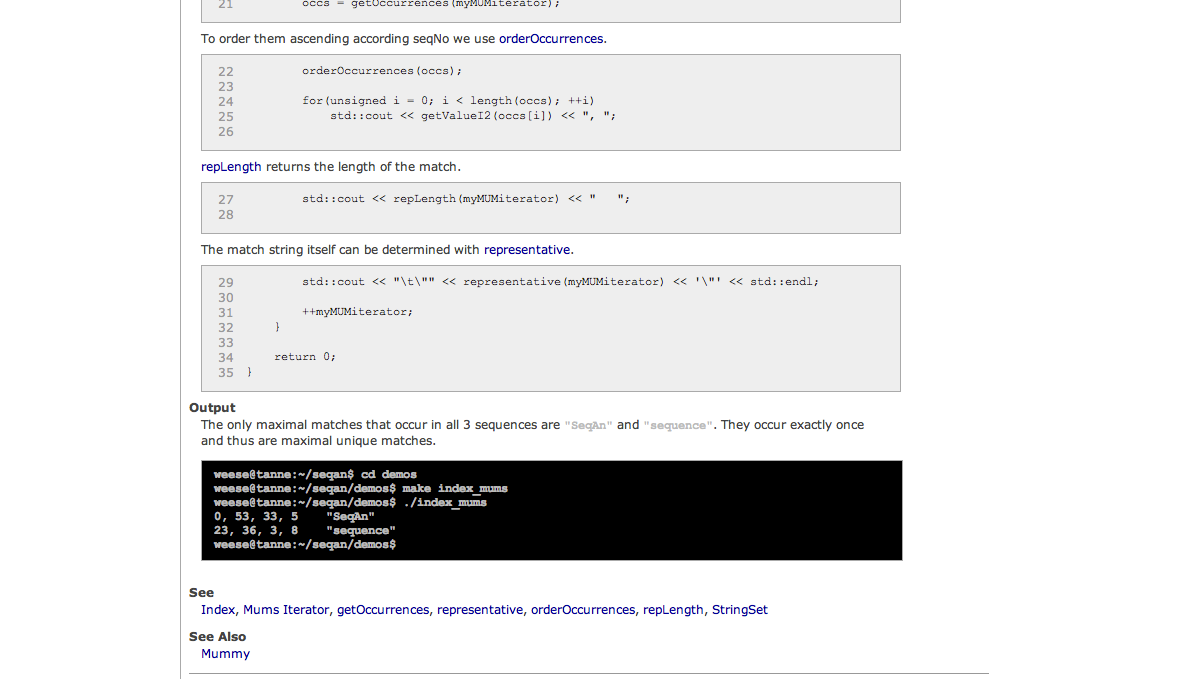 21 occs = getOccurrences(myMUMiterator);
To order them ascending according seqNo we use orderOccurrences.
22 orderOccurrences(occs);
23
24 for(unsigned i = 0; i < length(occs); ++i)
25 std::cout << getValueI2(occs[i]) << ", ";
26
repLength returns the length of the match.
27 std::cout << repLength(myMUMiterator) << "   ";
28
The match string itself can be determined with representative.
29 std::cout << "\t\"" << representative(myMUMiterator) << '\"' << std::endl;
30
31 ++myMUMiterator;
32 }
33
34 return 0;
35 }
Output
The only maximal matches that occur in all 3 sequences are "SeqAn" and "sequence". They occur exactly once
and thus are maximal unique matches.
weese@tanne:~/seqan$ cd demos
weese@tanne:~/seqan/demos$ make index_mums
weese@tanne:~/seqan/demos$ ./index_mums
0, 53, 33, 5 "SeqAn"
23, 36, 3, 8 "sequence"
weese@tanne:~/seqan/demos$
See
Index, Mums Iterator, getOccurrences, representative, orderOccurrences, repLength, StringSet
See Also
Mummy